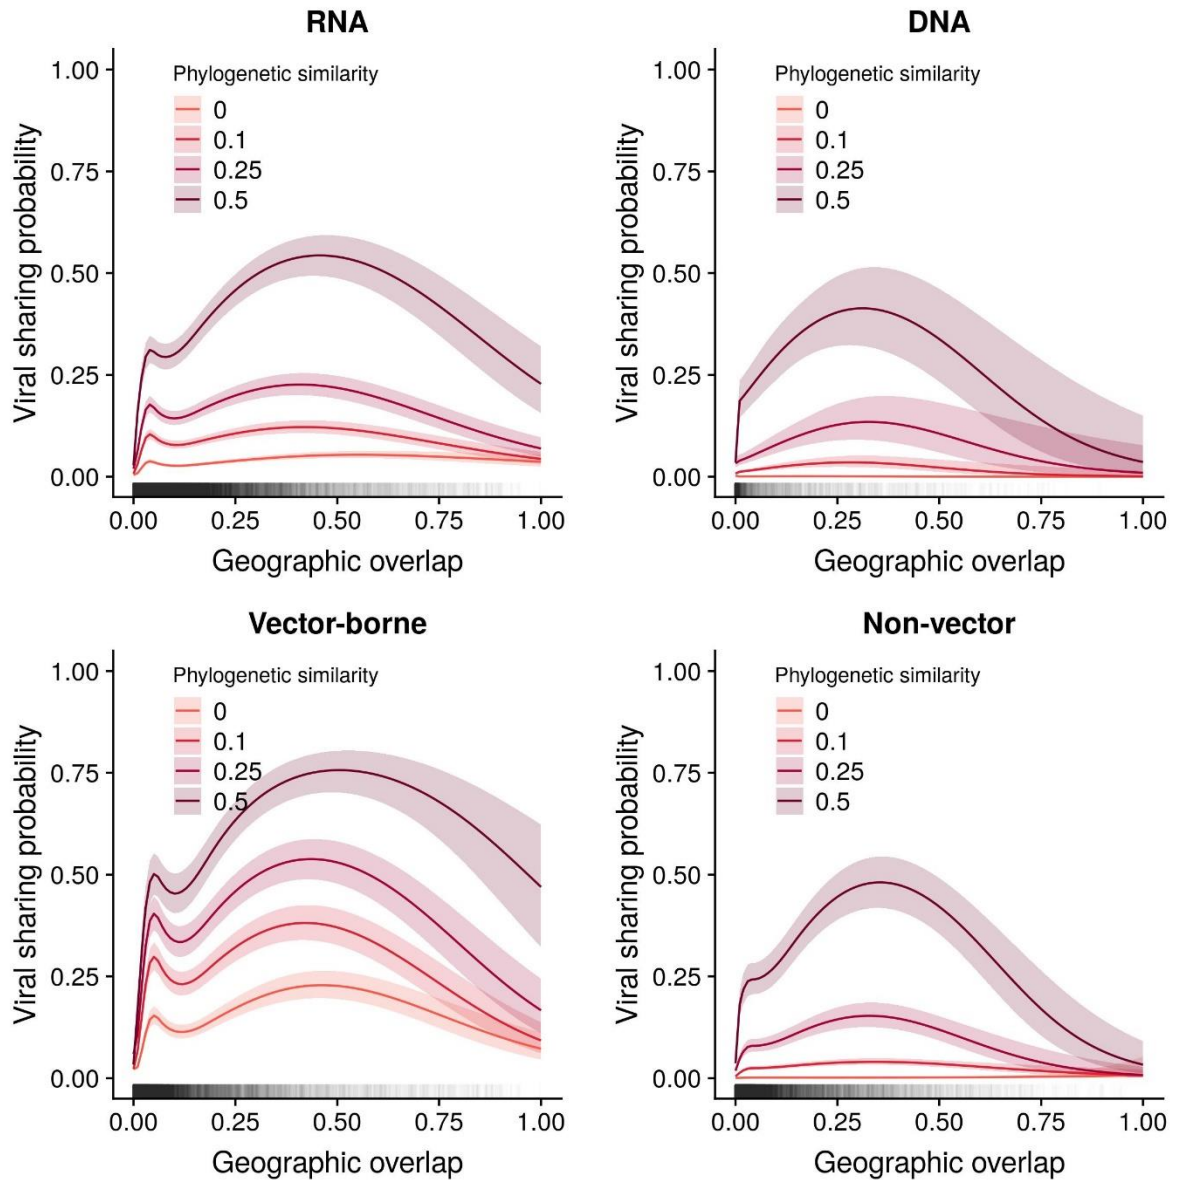 RNA
Viral sharing probability
1.00
0.75
0.50
0.25
0.00
Phylogenetic similarity
0
0.1
0.25
0.5
0.00 0.25 0.50 0.75 1.00
Geographic overlap
DNA
Viral sharing probability
1.00
0.75
0.50
0.25
0.00
Phylogenetic similarity
0
0.1
0.25
0.5
0.00 0.25 0.50 0.75 1.00
Geographic overlap
Vector-borne
Viral sharing probability
1.00
0.75
0.50
0.25
0.00
Phylogenetic similarity
0
0.1
0.25
0.5
0.00 0.25 0.50 0.75 1.00
Geographic overlap
Non-vector
Viral sharing probability
1.00
0.75
0.50
0.25
0.00
Phylogenetic similarity
0
0.1
0.25
0.5
0.00 0.25 0.50 0.75 1.00
Geographic overlap